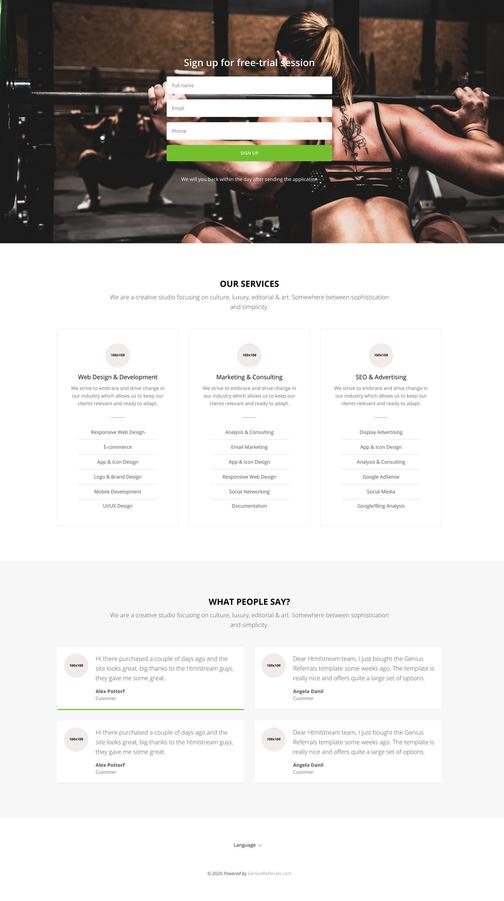 Sign up for free-trial session
Full name
Email
Phone
SIGN UP
We will you back within the day after sending the application
OUR SERVICES
We are a creative studio focusing on culture, luxury, editorial & art. Somewhere between sophistication
and simplicity.
100x100
100x100
100x100
Web Design & Development
We strive to embrace and drive change in
our industry which allows us to keep our
clients relevant and ready to adapt.
Responsive Web Design
E-commerce
App & Icon Design
Logo & Brand Design
Mobile Development
UI/UX Design
Marketing & Consulting
We strive to embrace and drive change in
our industry which allows us to keep our
clients relevant and ready to adapt.
Analysis & Consulting
Email Marketing
App & Icon Design
Responsive Web Design
Social Networking
Documentation
SEO & Advertising
We strive to embrace and drive change in
our industry which allows us to keep our
clients relevant and ready to adapt.
Display Advertising
App & Icon Design
Analysis & Consulting
Google AdSense
Social Media
Google/Bing Analysis
WHAT PEOPLE SAY?
We are a creative studio focusing on culture, luxury, editorial & art. Somewhere between sophistication
and simplicity.
100x100
Hi there purchased a couple of days ago and the
site looks great, big thanks to the htmlstream guys,
they gave me some great.
Alex Pottorf
Customer
100x100
Dear Htmlstream team, I just bought the Genius
Referrals template some weeks ago. The template is
really nice and offers quite a large set of options.
Angela Danil
Customer
100x100
Hi there purchased a couple of days ago and the
site looks great, big thanks to the htmlstream guys,
they gave me some great.
Alex Pottorf
Customer
100x100
Dear Htmlstream team, I just bought the Genius
Referrals template some weeks ago. The template is
really nice and offers quite a large set of options.
Angela Danil
Customer
Language
© 2020 Powered by GeniusReferrals.com